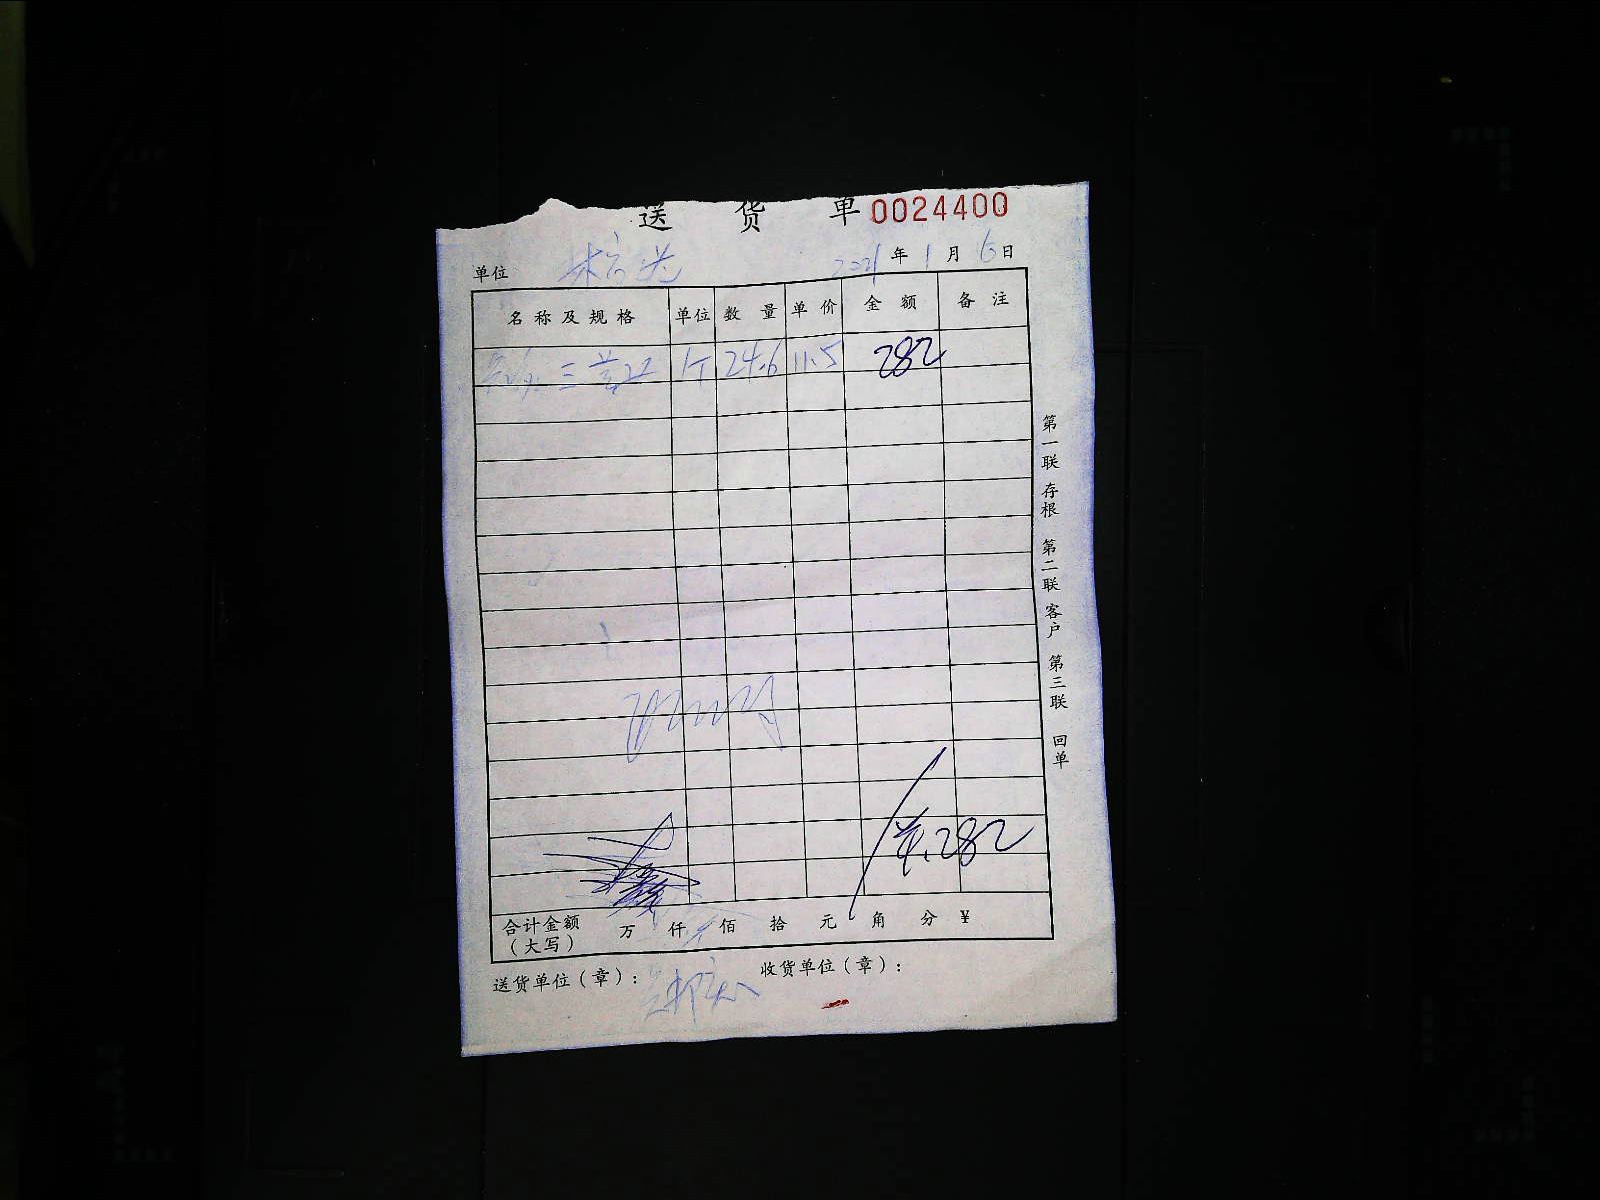 送 货 单 0024400
单位 2021 年 1 月 6 日
名称及规格 单位 数 量 单 价 金 额 备 注
斤 24.6 11.5 282
第一联 存根 第二联 客户 第三联 回单
合计金额（大写） 万 仟 佰 拾 元 角 分 ¥
送货单位（章）： 收货单位（章）：